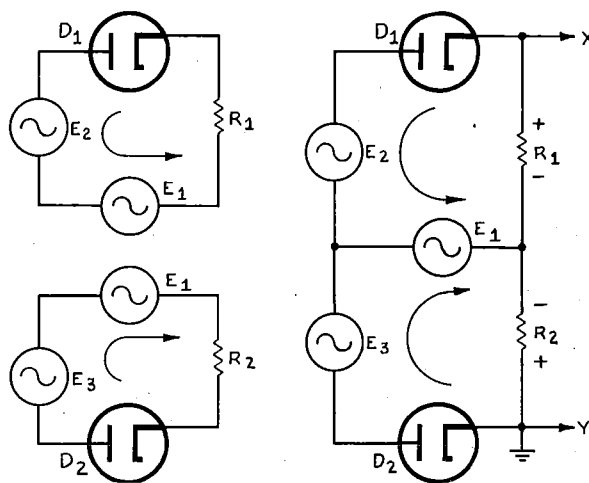 D1
E2
R1
E1
E1
E3
R2
D2
D1
X
E2
+
R1
-
E1
-
E3
R2
+
Y
D2